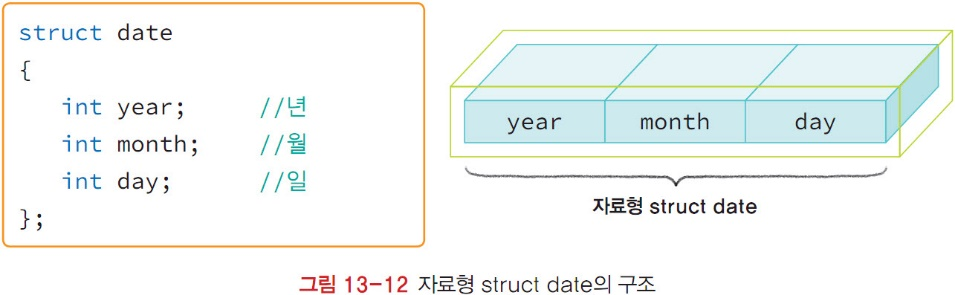 struct date
{
int year; //년
int month; //월
int day; //일
};
year month day
자료형 struct date
그림 13-12 자료형 struct date의 구조